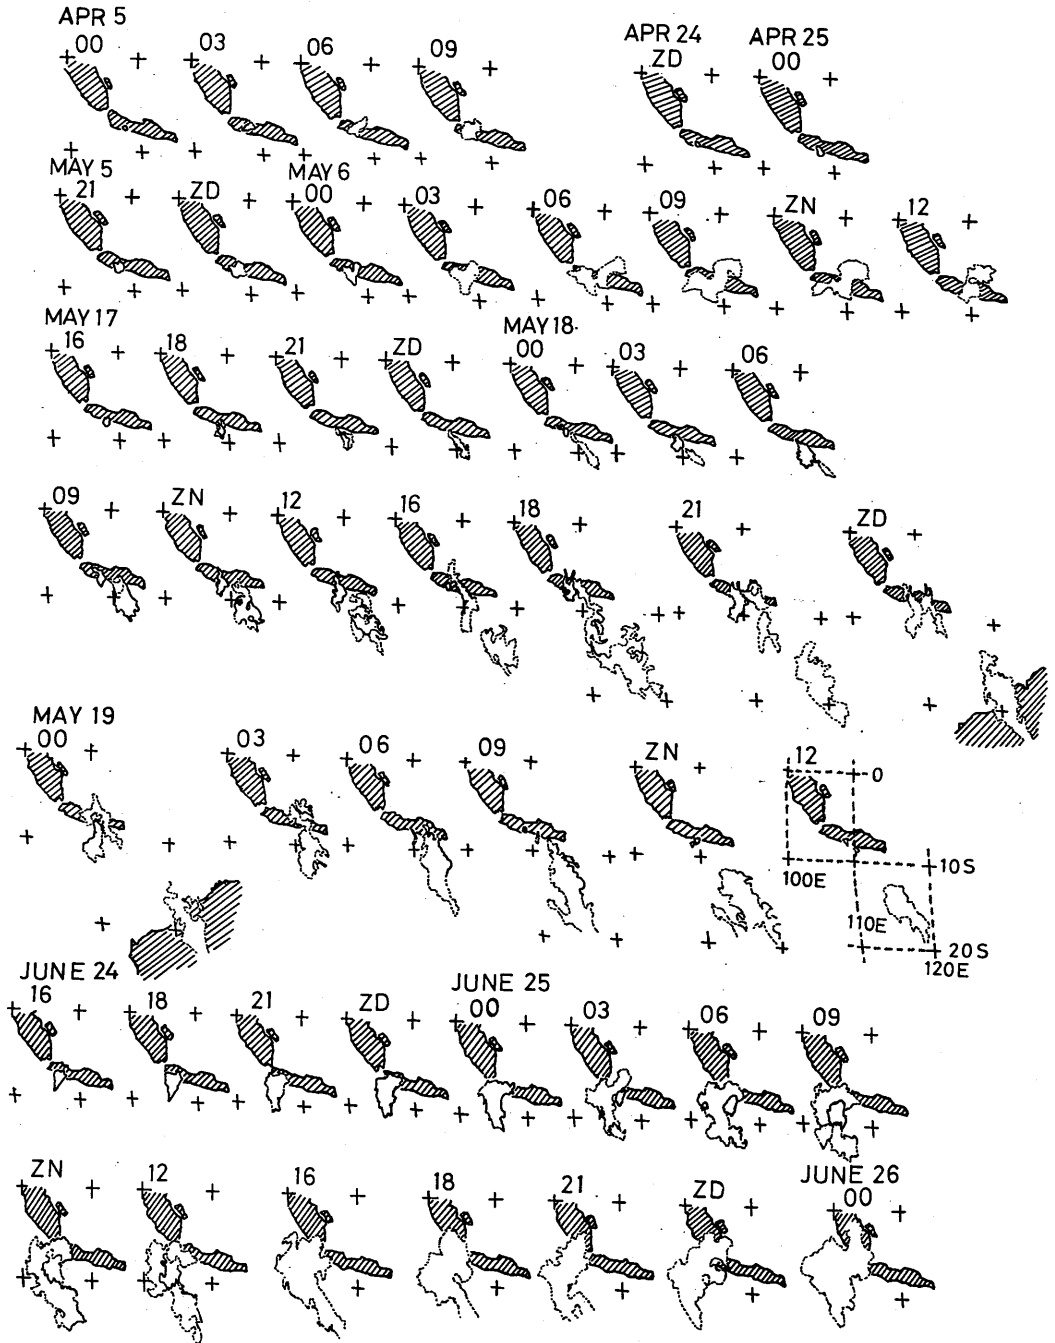 APR 5
00 03 06 09
APR 24 APR 25
ZD 00
MAY 5 MAY 6
21 ZD 00 03 06 09 ZN 12
MAY 17 MAY 18
16 18 21 ZD 00 03 06
09 ZN 12 16 18 21 ZD
MAY 19
00 03 06 09 ZN 12
0
10S
100E
110E
20S
120E
JUNE 24 JUNE 25
16 18 21 ZD 00 03 06 09
JUNE 26
ZN 12 16 18 21 ZD 00